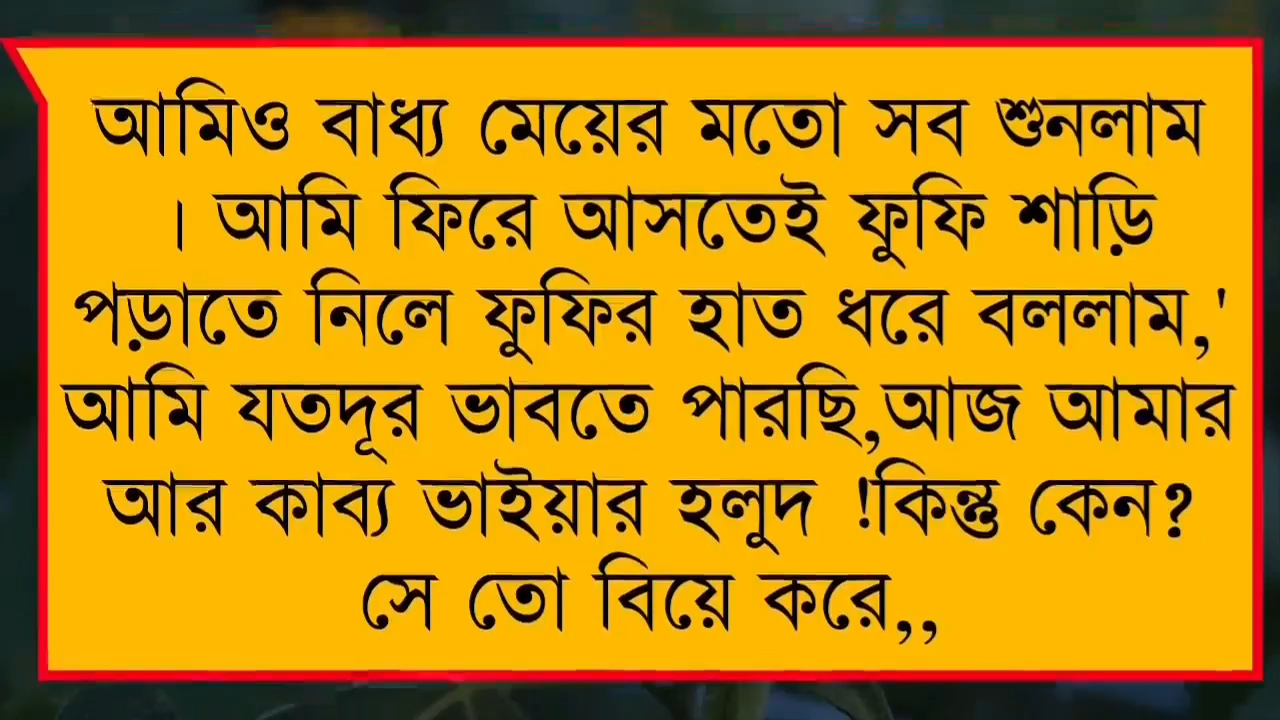 আমিও বাধ্য মেয়ের মতো সব শুনলাম
। আমি ফিরে আসতেই ফুফি শাড়ি
পড়াতে নিলে ফুফির হাত ধরে বললাম,'
আমি যতদূর ভাবতে পারছি,আজ আমার
আর কাব্য ভাইয়ার হলুদ !কিন্তু কেন?
সে তো বিয়ে করে,,